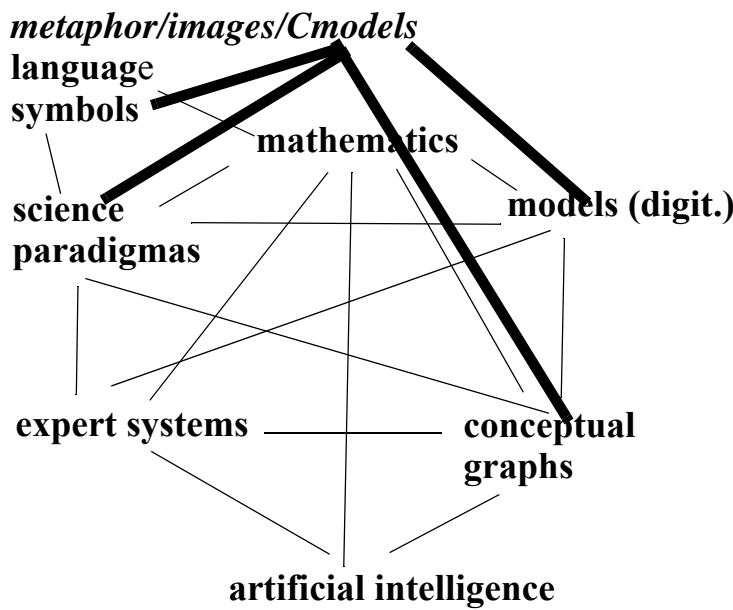 metaphor/images/Cmodels
language
symbols
mathematics
science
paradigmas
models (digit.)
expert systems
conceptual
graphs
artificial intelligence